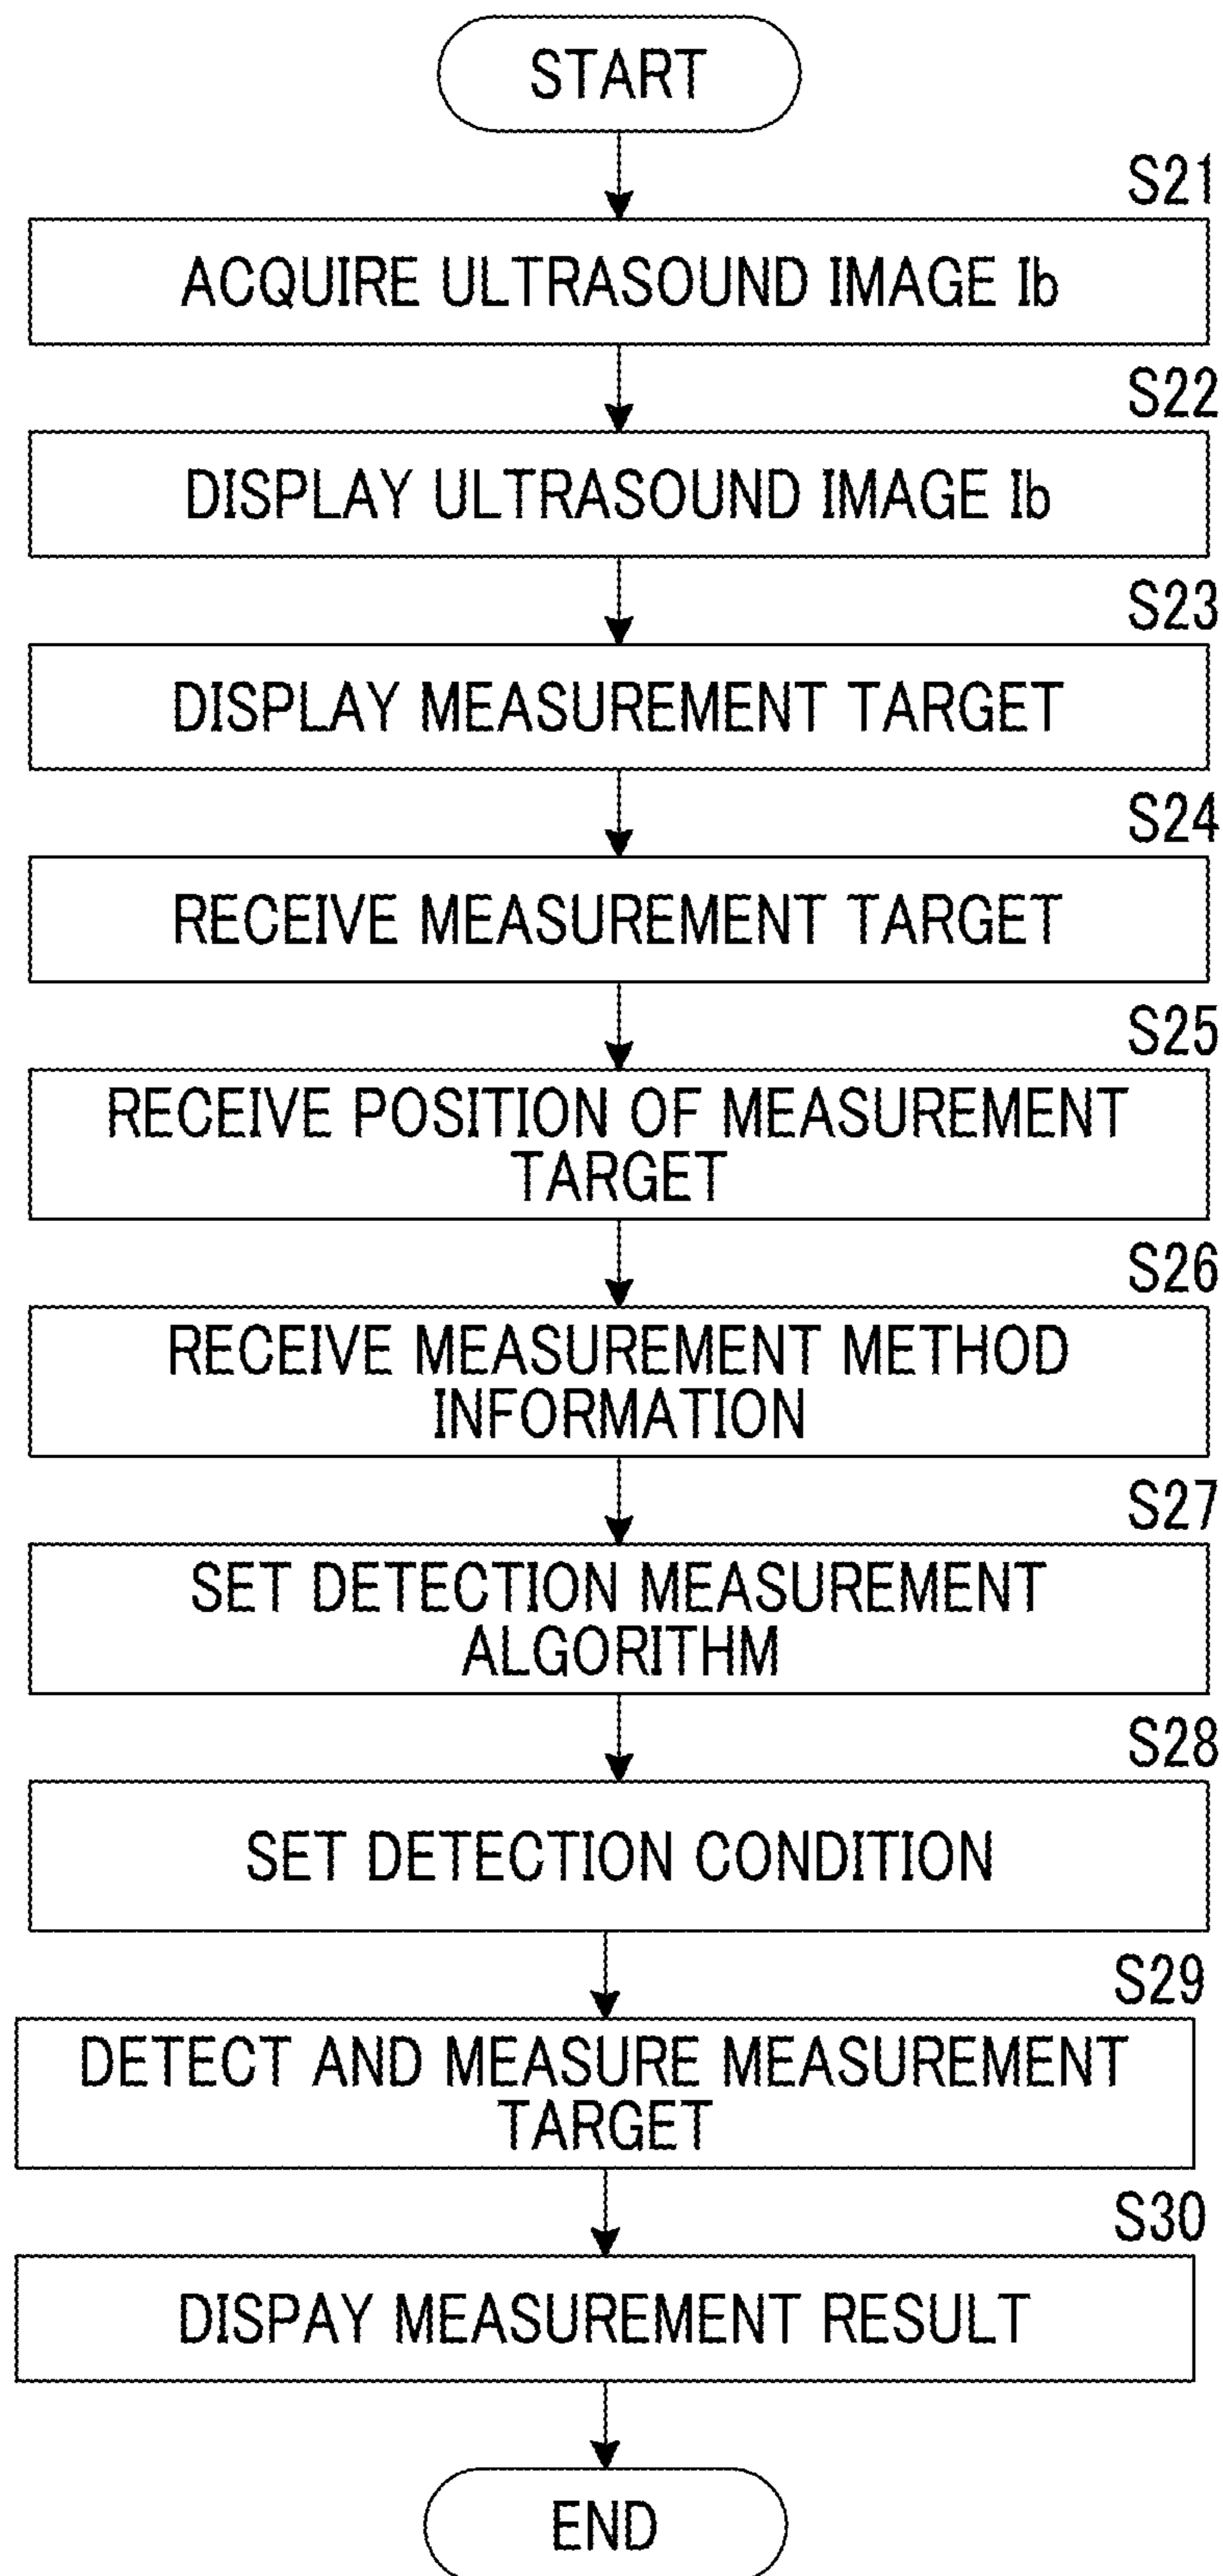 START
S21
ACQUIRE ULTRASOUND IMAGE Ib
S22
DISPLAY ULTRASOUND IMAGE Ib
S23
DISPLAY MEASUREMENT TARGET
S24
RECEIVE MEASUREMENT TARGET
S25
RECEIVE POSITION OF MEASUREMENT
TARGET
S26
RECEIVE MEASUREMENT METHOD
INFORMATION
S27
SET DETECTION MEASUREMENT
ALGORITHM
S28
SET DETECTION CONDITION
S29
DETECT AND MEASURE MEASUREMENT
TARGET
S30
DISPAY MEASUREMENT RESULT
END